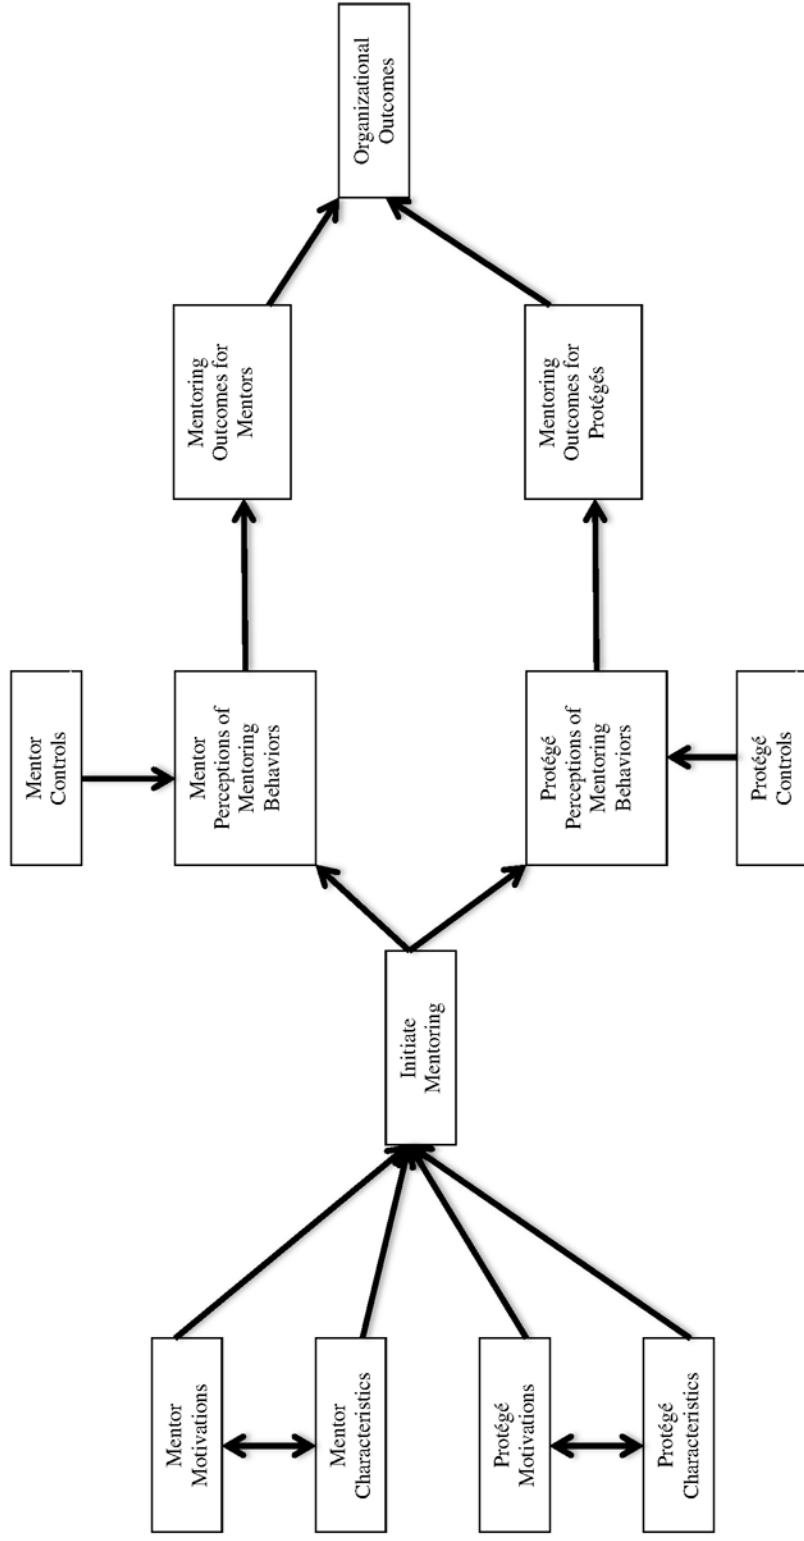 Mentor
Motivations
Mentor
Characteristics
Protégé
Motivations
Protégé
Characteristics
Initiate
Mentoring
Mentor
Controls
Mentor
Perceptions of
Mentoring
Behaviors
Protégé
Perceptions of
Mentoring
Behaviors
Protégé
Controls
Mentoring
Outcomes for
Mentors
Mentoring
Outcomes for
Protégés
Organizational
Outcomes